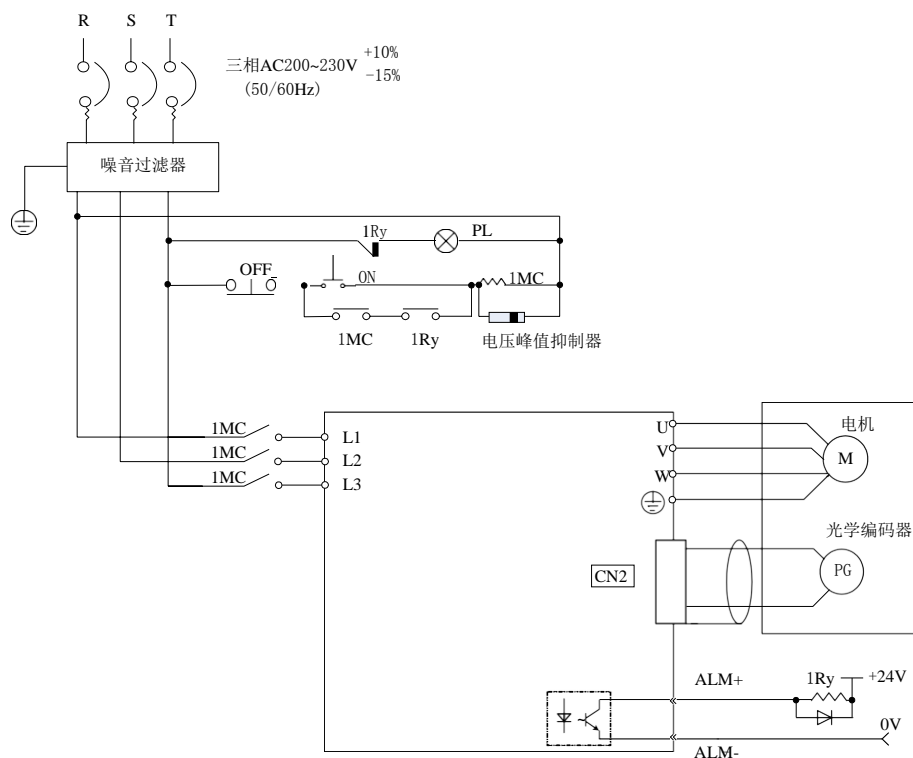 R S T
三相AC200~230V +10%
-15%
(50/60Hz)
噪音过滤器
1Ry PL
OFF ON 1MC
1MC 1Ry 电压峰值抑制器
1MC L1
1MC L2
1MC L3
U
V
W
电机
M
光学编码器
PG
CN2
ALM+
1Ry +24V
0V
ALM-